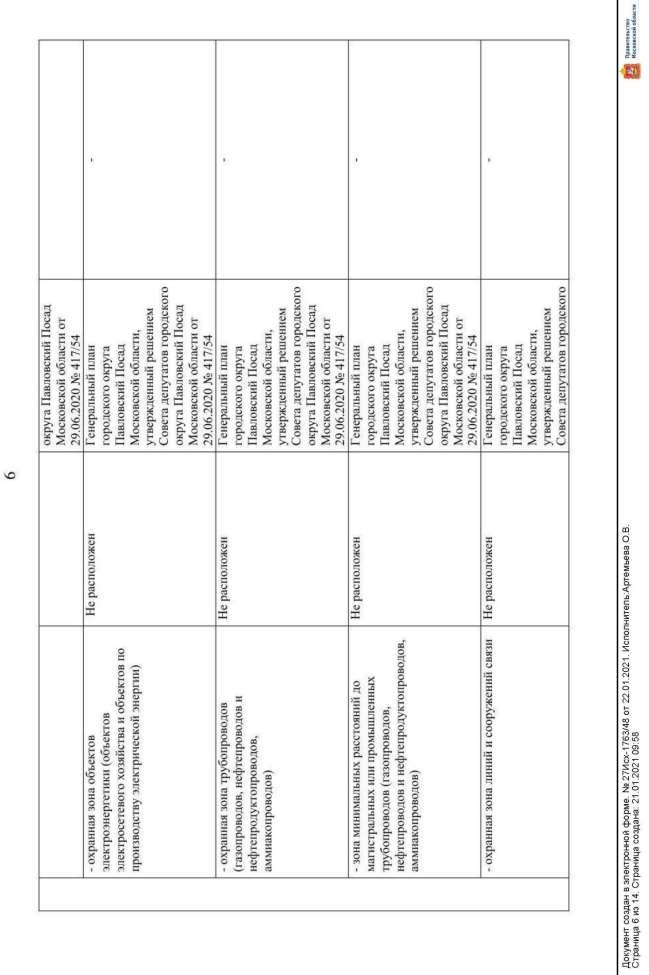 6
округа Павловский Посад
Московской области от
29.06.2020 № 417/54
- охранная зона объектов
электроэнергетики (объектов
электросетевого хозяйства и объектов по
производству электрической энергии)
Не расположен
Генеральный план
городского округа
Павловский Посад
Московской области,
утвержденный решением
Совета депутатов городского
округа Павловский Посад
Московской области от
29.06.2020 № 417/54
-
- охранная зона трубопроводов
(газопроводов, нефтепроводов и
нефтепродуктопроводов,
аммиакопроводов)
Не расположен
Генеральный план
городского округа
Павловский Посад
Московской области,
утвержденный решением
Совета депутатов городского
округа Павловский Посад
Московской области от
29.06.2020 № 417/54
-
- зона минимальных расстояний до
магистральных или промышленных
трубопроводов (газопроводов,
нефтепроводов и нефтепродуктопроводов,
аммиакопроводов)
Не расположен
Генеральный план
городского округа
Павловский Посад
Московской области,
утвержденный решением
Совета депутатов городского
округа Павловский Посад
Московской области от
29.06.2020 № 417/54
-
- охранная зона линий и сооружений связи
Не расположен
Генеральный план
городского округа
Павловский Посад
Московской области,
утвержденный решением
Совета депутатов городского
-
Документ создан в электронной форме. № 27Исх-1763/48 от 22.01.2021. Исполнитель:Артемьева О.В.
Страница 6 из 14. Страница создана: 21.01.2021 09:58
Правительство
Московской области